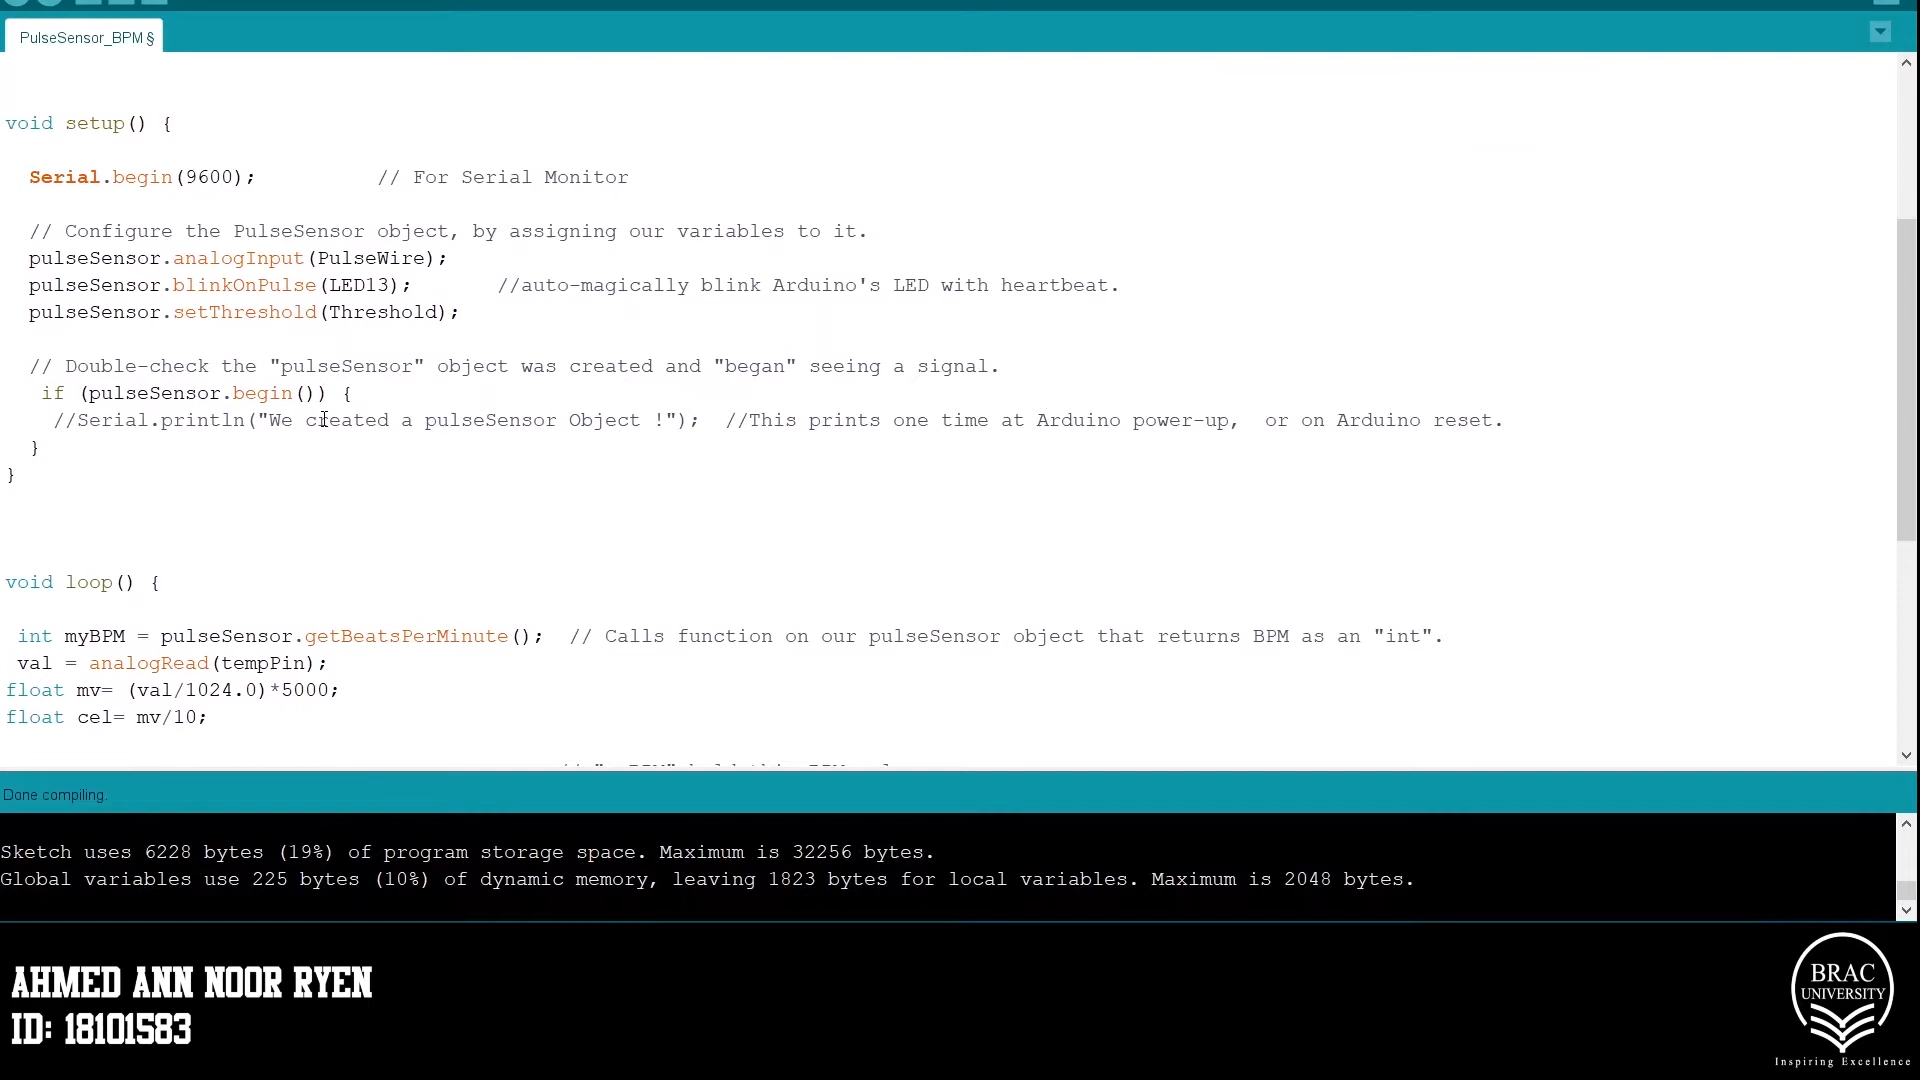 PulseSensor_BPM §
void setup() {
Serial.begin(9600); // For Serial Monitor
// Configure the PulseSensor object, by assigning our variables to it.
pulseSensor.analogInput(PulseWire);
pulseSensor.blinkOnPulse(LED13); //auto-magically blink Arduino's LED with heartbeat.
pulseSensor.setThreshold(Threshold);
// Double-check the "pulseSensor" object was created and "began" seeing a signal.
if (pulseSensor.begin()) {
//Serial.println("We created a pulseSensor Object !"); //This prints one time at Arduino power-up, or on Arduino reset.
}
}
void loop() {
int myBPM = pulseSensor.getBeatsPerMinute(); // Calls function on our pulseSensor object that returns BPM as an "int".
val = analogRead(tempPin);
float mv= (val/1024.0)*5000;
float cel= mv/10;
Done compiling.
Sketch uses 6228 bytes (19%) of program storage space. Maximum is 32256 bytes.
Global variables use 225 bytes (10%) of dynamic memory, leaving 1823 bytes for local variables. Maximum is 2048 bytes.
AHMED ANN NOOR RYEN
ID: 18101583
BRAC
UNIVERSITY
Inspiring Excellence